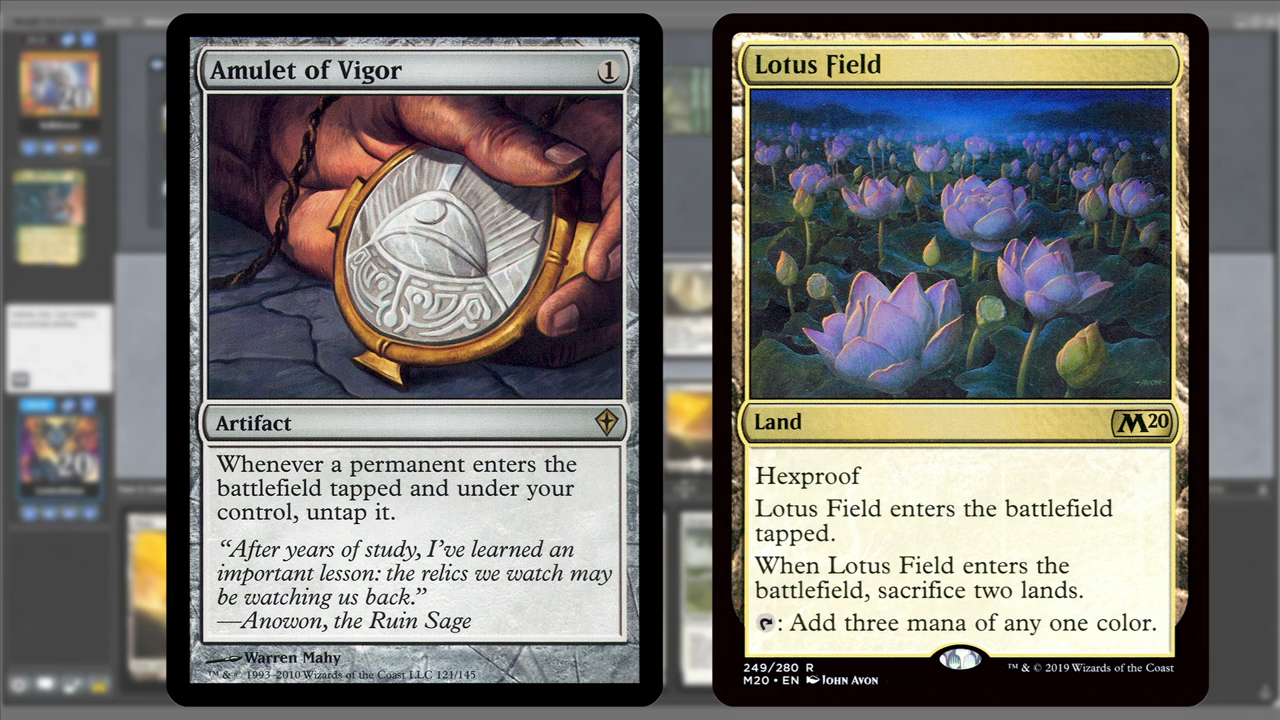 Amulet of Vigor 1
Artifact
Whenever a permanent enters the
battlefield tapped and under your
control, untap it.
“After years of study, I’ve learned an
important lesson: the relics we watch may
be watching us back.”
—Anowon, the Ruin Sage
Warren Mahy
™ & © 1993–2010 Wizards of the Coast LLC 121/145
Lotus Field
-AVON-
Land
M20
Hexproof
Lotus Field enters the battlefield
tapped.
When Lotus Field enters the
battlefield, sacrifice two lands.
: Add three mana of any one color.
249/280 R
M20 • EN John Avon
™ & © 2019 Wizards of the Coast
20
20